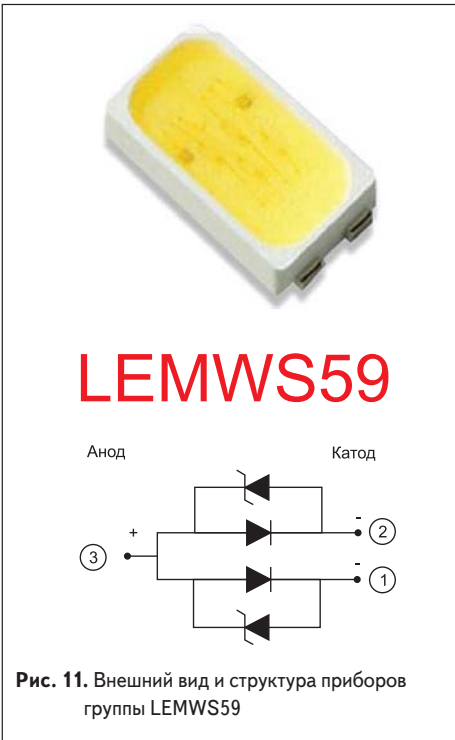 LEMWS59
Анод Катод
-
+ ②
③ -
①
Рис. 11. Внешний вид и структура приборов
группы LEMWS59